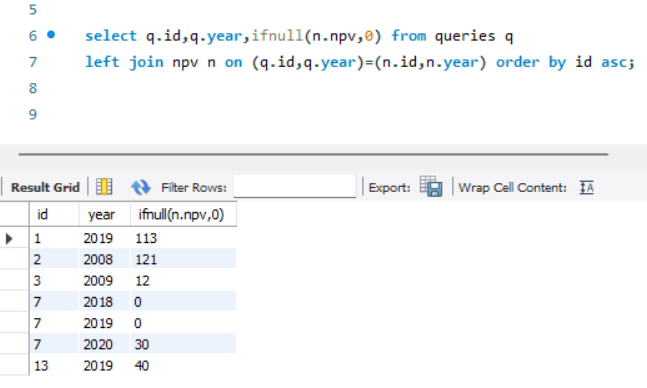 5
6 select q.id,q.year,ifnull(n.npv,0) from queries q
7 left join npv n on (q.id,q.year)=(n.id,n.year) order by id asc;
8
9
Result Grid Filter Rows: Export: Wrap Cell Content: IA
id year ifnull(n.npv,0)
1 2019 113
2 2008 121
3 2009 12
7 2018 0
7 2019 0
7 2020 30
13 2019 40